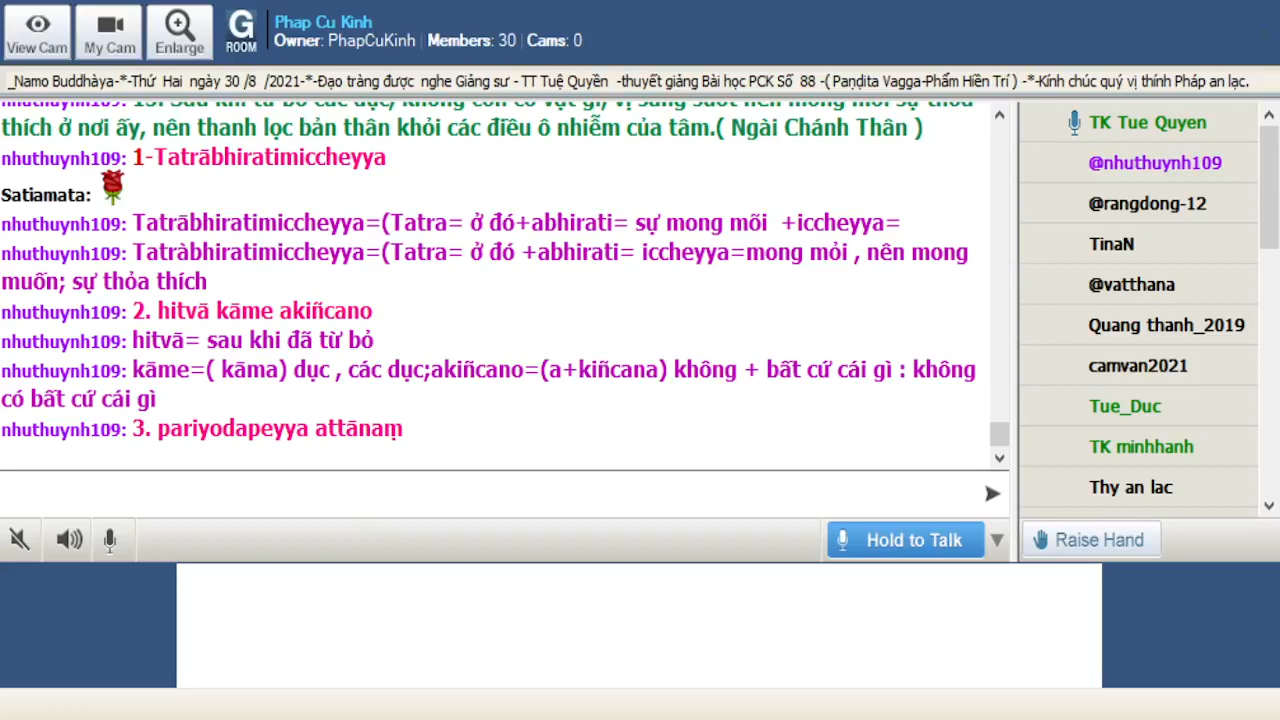 View Cam
My Cam
Enlarge
G
ROOM
Phap Cu Kinh
Owner: PhapCuKinh | Members: 30 | Cams: 0
_Namo Buddhàya-*-Thứ Hai ngày 30 /8 /2021-*-Đạo tràng được nghe Giảng sư - TT Tuệ Quyền -thuyết giảng Bài học PCK Số 88 -( Paṇḍita Vagga-Phẩm Hiền Trí ) -*-Kính chúc quý vị thính Pháp an lạc.
thích ở nơi ấy, nên thanh lọc bản thân khỏi các điều ô nhiễm của tâm.( Ngài Chánh Thân )
nhuthuynh109: 1-Tatrābhiratimiccheyya
Satiamata:
nhuthuynh109: Tatrābhiratimiccheyya=(Tatra= ở đó+abhirati= sự mong mõi +iccheyya=
nhuthuynh109: Tatràbhiratimiccheyya=(Tatra= ở đó +abhirati= iccheyya=mong mỏi , nên mong
muốn; sự thỏa thích
nhuthuynh109: 2. hitvā kāme akiñcano
nhuthuynh109: hitvā= sau khi đã từ bỏ
nhuthuynh109: kāme=( kāma) dục , các dục;akiñcano=(a+kiñcana) không + bất cứ cái gì : không
có bất cứ cái gì
nhuthuynh109: 3. pariyodapeyya attānaṃ
TK Tue Quyen
@nhuthuynh109
@rangdong-12
TinaN
@vatthana
Quang thanh_2019
camvan2021
Tue_Duc
TK minhhanh
Thy an lac
Hold to Talk
Raise Hand